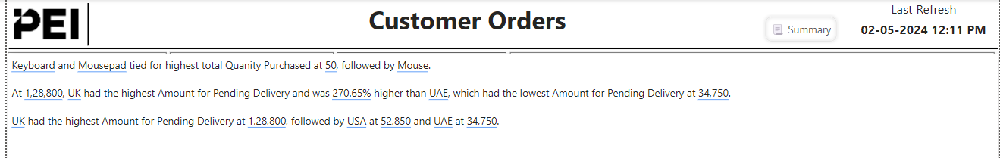 PEI
Customer Orders
Summary
Last Refresh
02-05-2024 12:11 PM
Keyboard and Mousepad tied for highest total Quanity Purchased at 50, followed by Mouse.
At 1,28,800, UK had the highest Amount for Pending Delivery and was 270.65% higher than UAE, which had the lowest Amount for Pending Delivery at 34,750.
UK had the highest Amount for Pending Delivery at 1,28,800, followed by USA at 52,850 and UAE at 34,750.